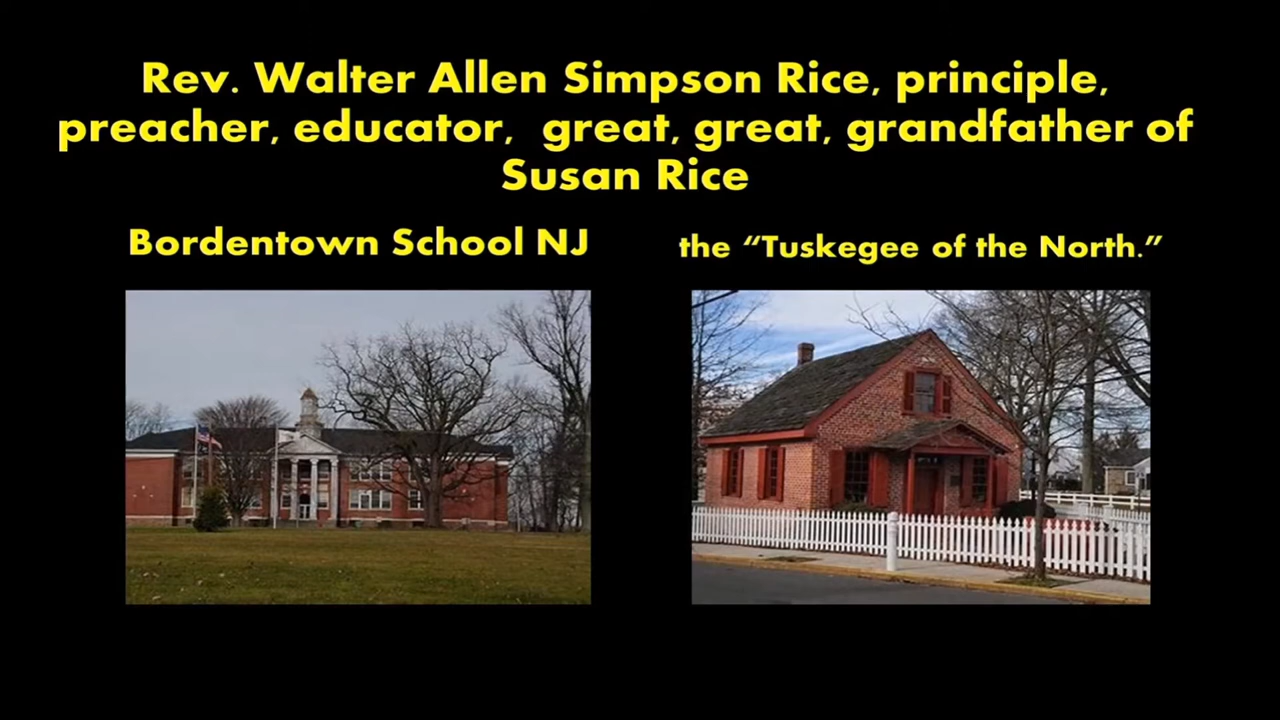 Rev. Walter Allen Simpson Rice, principle,
preacher, educator,  great, great, grandfather of
Susan Rice
Bordentown School NJ
the “Tuskegee of the North.”